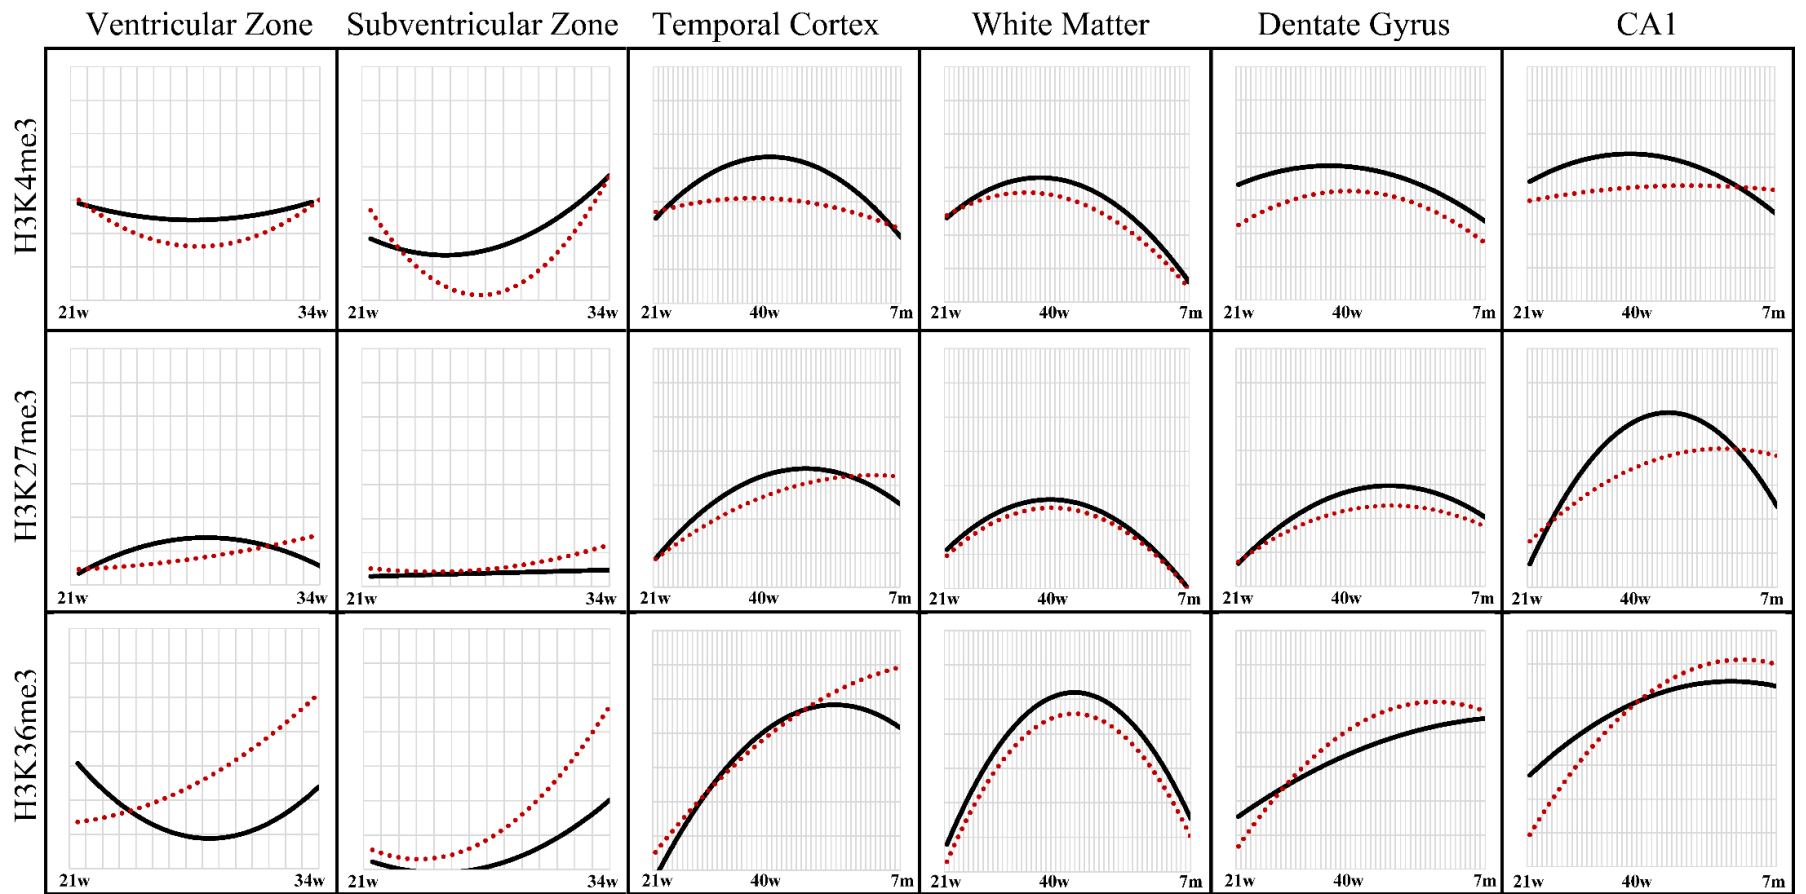 Ventricular Zone Subventricular Zone Temporal Cortex White Matter Dentate Gyrus CA1
H3K4me3
21w 34w 21w 34w 21w 40w 7m 21w 40w 7m 21w 40w 7m 21w 40w 7m
H3K27me3
21w 34w 21w 34w 21w 40w 7m 21w 40w 7m 21w 40w 7m 21w 40w 7m
H3K36me3
21w 34w 21w 34w 21w 40w 7m 21w 40w 7m 21w 40w 7m 21w 40w 7m